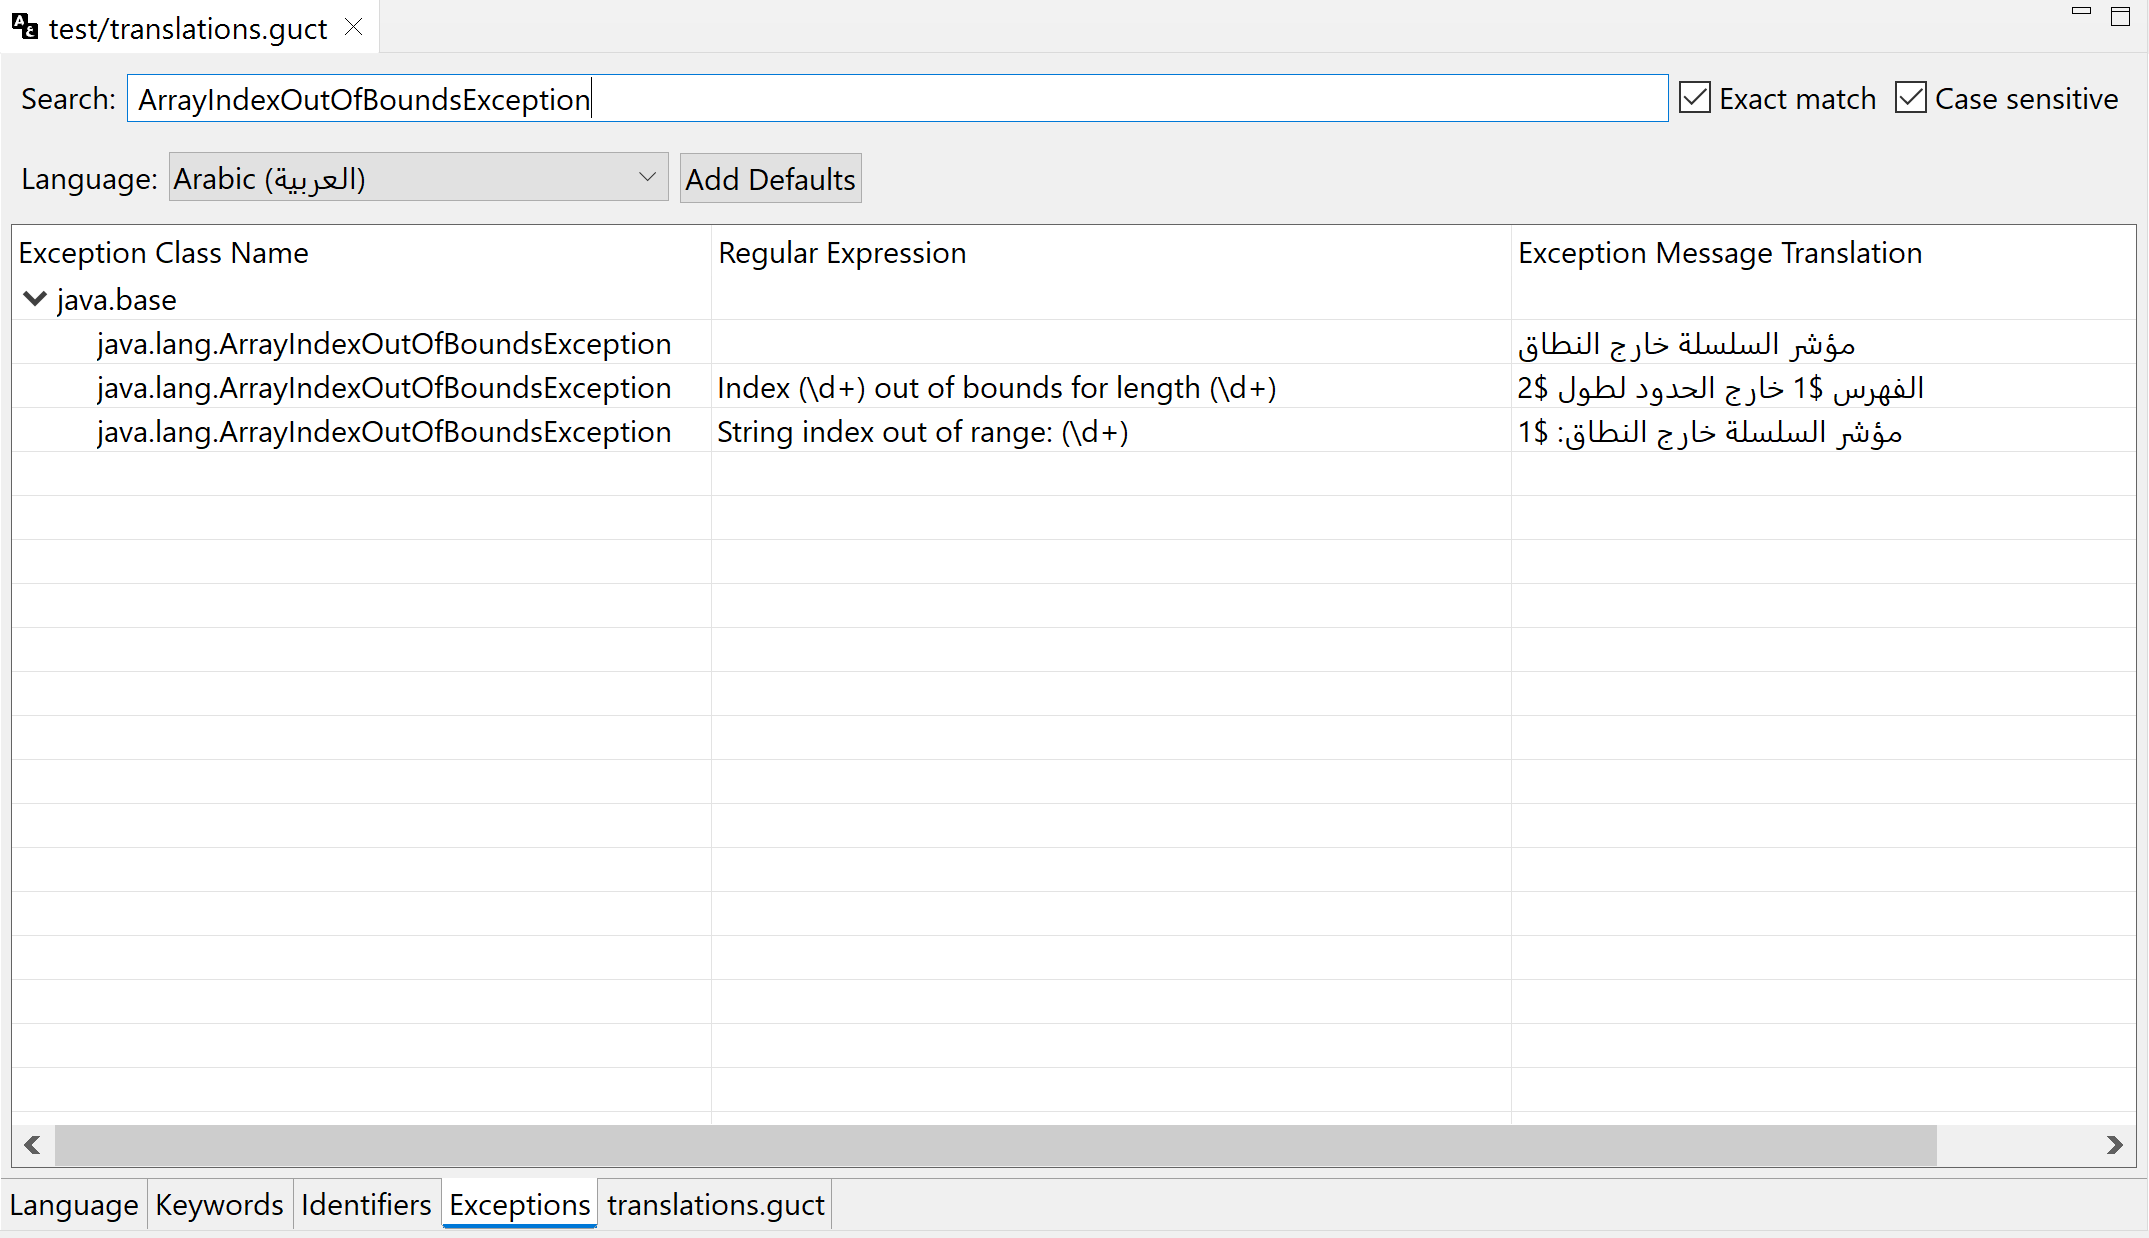 test/translations.guct
Search: ArrayIndexOutOfBoundsException Exact match Case sensitive
Language: Arabic (العربية) Add Defaults
Exception Class Name Regular Expression Exception Message Translation
java.base
java.lang.ArrayIndexOutOfBoundsException مؤشر السلسلة خارج النطاق
java.lang.ArrayIndexOutOfBoundsException Index (\d+) out of bounds for length (\d+) الفهرس $1 خارج الحدود لطول $2
java.lang.ArrayIndexOutOfBoundsException String index out of range: (\d+) مؤشر السلسلة خارج النطاق: $1
Language Keywords Identifiers Exceptions translations.guct